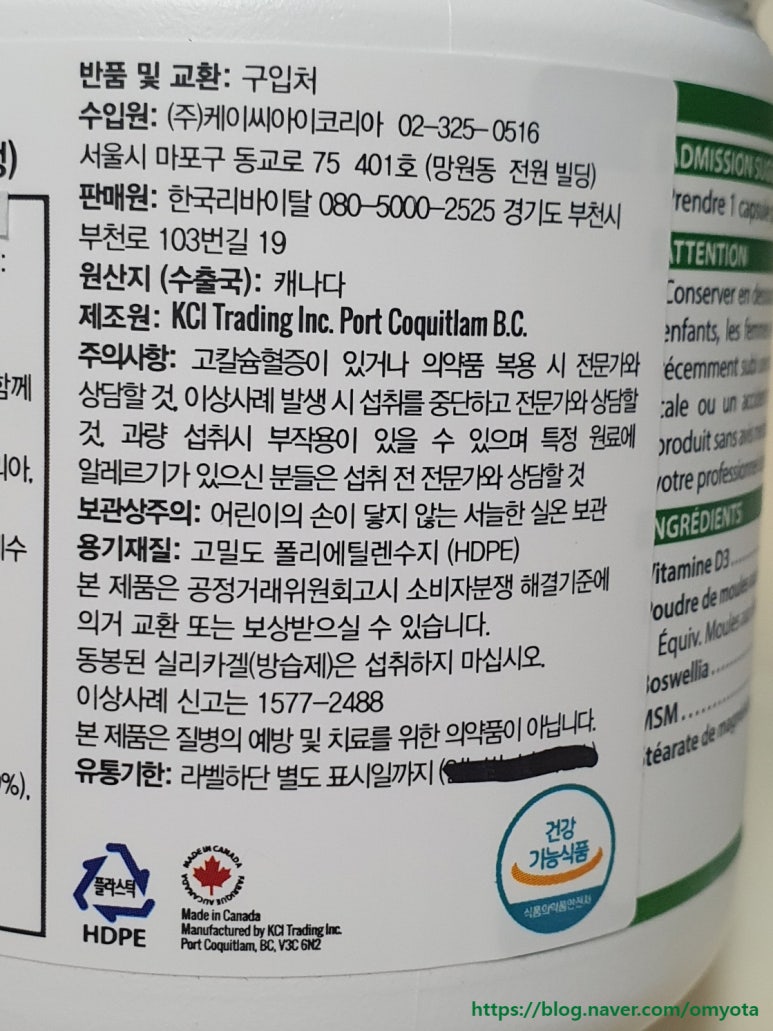 반품 및 교환: 구입처
수입원: (주)케이씨아이코리아 02-325-0516
서울시 마포구 동교로 75 401호 (망원동 전원 빌딩)
판매원: 한국리바이탈 080-5000-2525 경기도 부천시
부천로 103번길 19
원산지 (수출국): 캐나다
제조원: KCI Trading Inc. Port Coquitlam B.C.
주의사항: 고칼슘혈증이 있거나 의약품 복용 시 전문가와
상담할 것, 이상사례 발생 시 섭취를 중단하고 전문가와 상담할
것, 과량 섭취시 부작용이 있을 수 있으며 특정 원료에
알레르기가 있으신 분들은 섭취 전 전문가와 상담할 것
보관상주의: 어린이의 손이 닿지 않는 서늘한 실온 보관
용기재질: 고밀도 폴리에틸렌수지 (HDPE)
본 제품은 공정거래위원회고시 소비자분쟁 해결기준에
의거 교환 또는 보상받으실 수 있습니다.
동봉된 실리카겔(방습제)은 섭취하지 마십시오.
이상사례 신고는 1577-2488
본 제품은 질병의 예방 및 치료를 위한 의약품이 아닙니다.
유통기한: 라벨하단 별도 표시일까지
플라스틱
HDPE
MADE IN CANADA
FABRIQUÉ AU CANADA
Made in Canada
Manufactured by KCI Trading Inc.
Port Coquitlam, BC, V3C 6N2
건강
기능식품
식품의약품안전처
함께
리아,
9%),
ADMISSION
Prendre 1 capsule
ATTENTION
Conserver en
enfants, les
récemment
cale ou un
produit sans avis
votre
INGRÉDIENTS
Vitamine D3
Poudre de moules
Équiv. Moules
Boswellia
MSM
Stéarate de
https://blog.naver.com/omyota